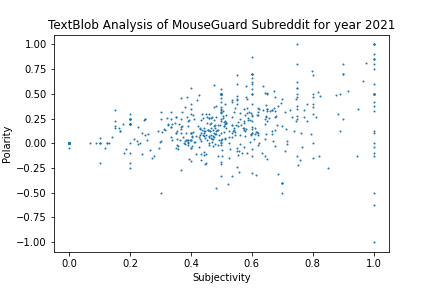 TextBlob Analysis of MouseGuard Subreddit for year 2021
1.00
0.75
0.50
0.25
0.00
−0.25
−0.50
−0.75
−1.00
Polarity
0.0 0.2 0.4 0.6 0.8 1.0
Subjectivity